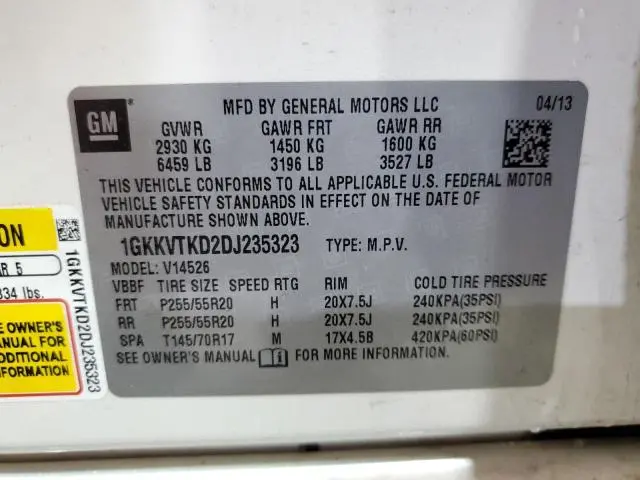 GM
MFD BY GENERAL MOTORS LLC 04/13
GVWR GAWR FRT GAWR RR
2930 KG 1450 KG 1600 KG
6459 LB 3196 LB 3527 LB
THIS VEHICLE CONFORMS TO ALL APPLICABLE U.S. FEDERAL MOTOR
VEHICLE SAFETY STANDARDS IN EFFECT ON THE DATE OF
MANUFACTURE SHOWN ABOVE.
1GKKVTKD2DJ235323 TYPE: M.P.V.
MODEL: V14526
VBBF TIRE SIZE SPEED RTG RIM COLD TIRE PRESSURE
FRT P255/55R20 H 20X7.5J 240KPA(35PSI)
RR P255/55R20 H 20X7.5J 240KPA(35PSI)
SPA T145/70R17 M 17X4.5B 420KPA(60PSI)
SEE OWNER'S MANUAL FOR MORE INFORMATION.
ON
AR 5
334 lbs.
E OWNER'S
ANUAL FOR
ADDITIONAL
FORMATION
1GKKVTKD2DJ235323